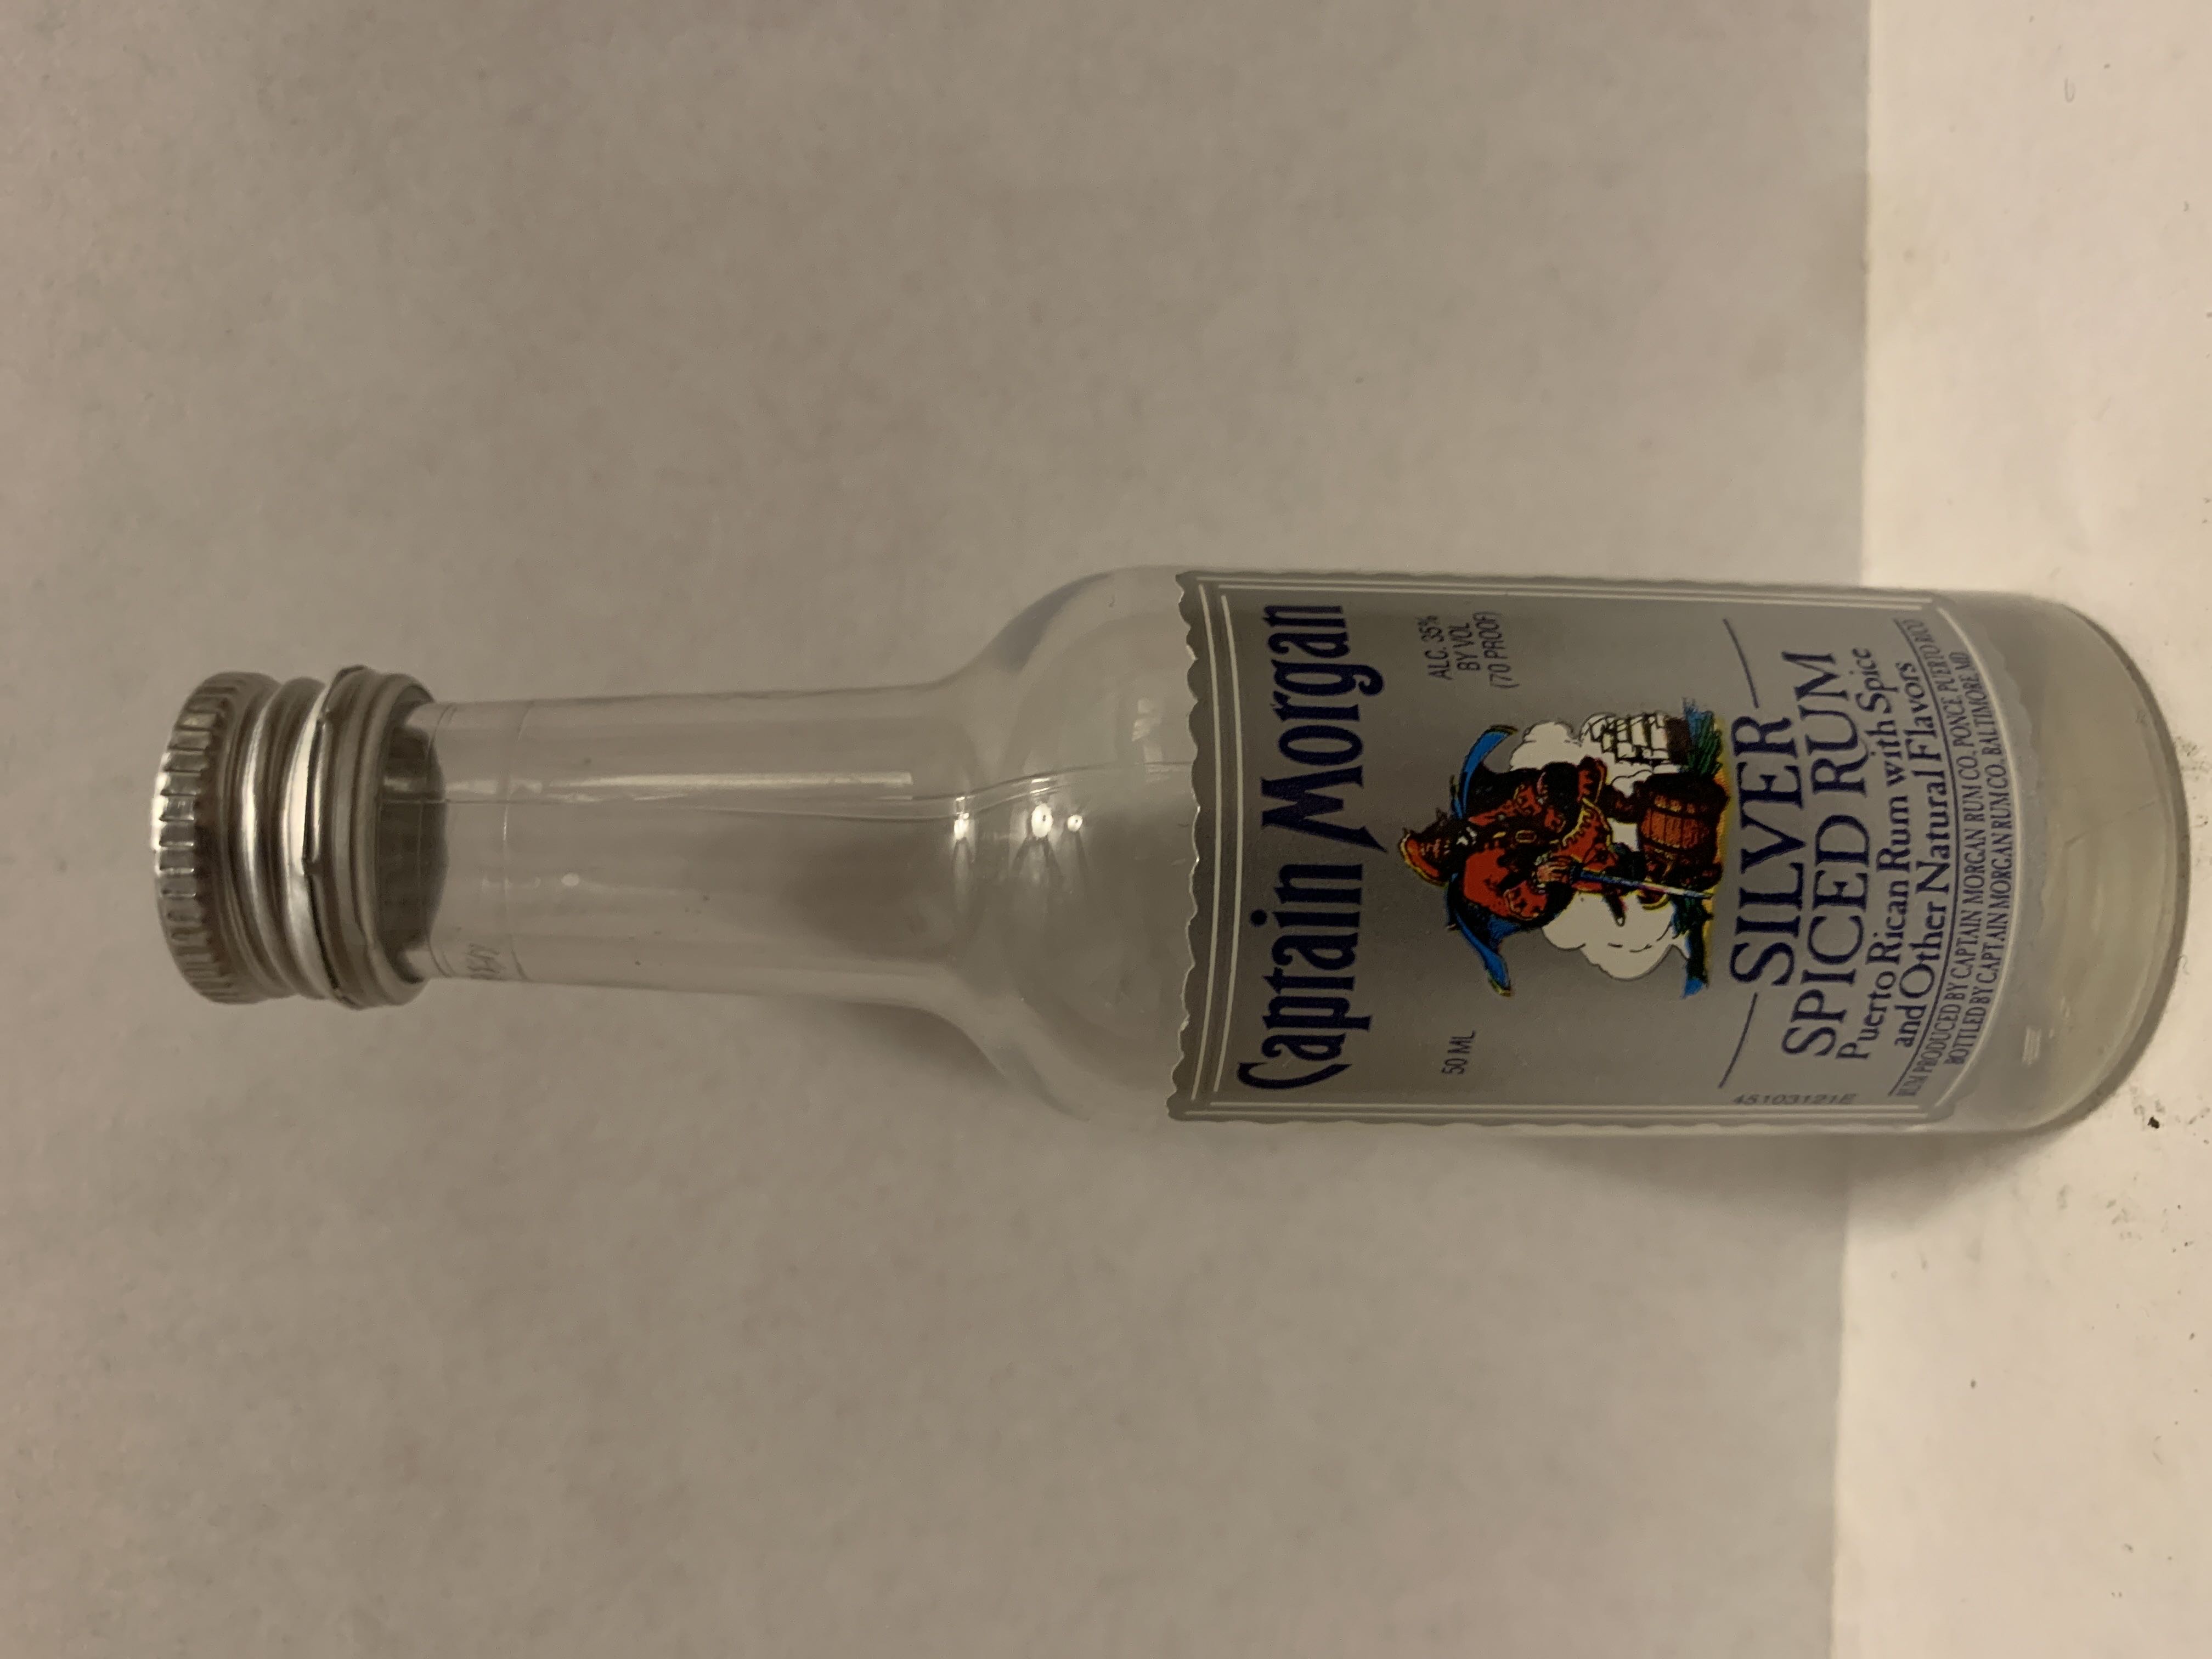 Captain Morgan
50 ML
ALC. 35%
BY VOL
(70 PROOF)
SILVER
SPICED RUM
Puerto Rican Rum with Spice
and Other Natural Flavors
RUM PRODUCED BY CAPTAIN MORGAN RUM CO. PONCE, PUERTO RICO
BOTTLED BY CAPTAIN MORGAN RUM CO. BALTIMORE, MD
45103121E